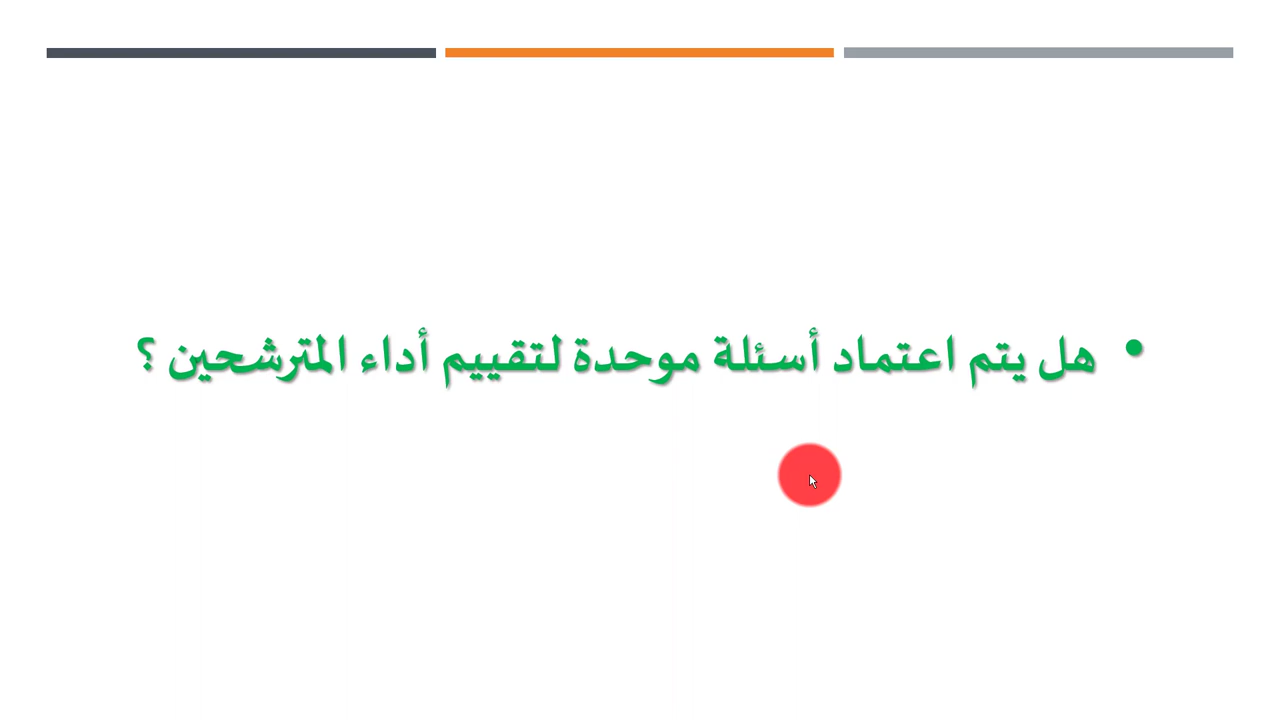 • هل يتم اعتماد أسئلة موحدة لتقييم أداء المترشحين ؟